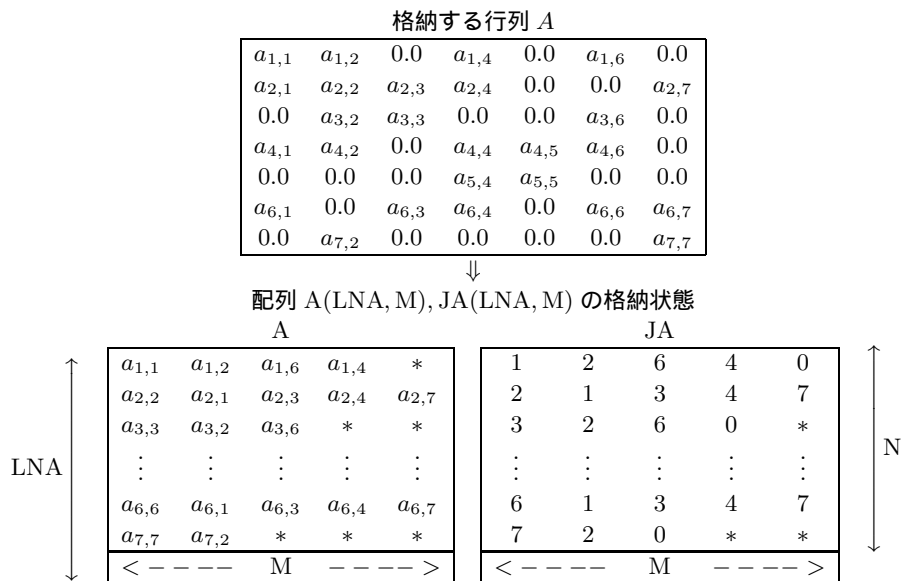 格納する行列 A
a1,1 a1,2 0.0 a1,4 0.0 a1,6 0.0
a2,1 a2,2 a2,3 a2,4 0.0 0.0 a2,7
0.0 a3,2 a3,3 0.0 0.0 a3,6 0.0
a4,1 a4,2 0.0 a4,4 a4,5 a4,6 0.0
0.0 0.0 0.0 a5,4 a5,5 0.0 0.0
a6,1 0.0 a6,3 a6,4 0.0 a6,6 a6,7
0.0 a7,2 0.0 0.0 0.0 0.0 a7,7
⇓
配列 A(LNA, M), JA(LNA, M) の格納状態
A JA
a1,1 a1,2 a1,6 a1,4 ∗ 1 2 6 4 0
a2,2 a2,1 a2,3 a2,4 a2,7 2 1 3 4 7
a3,3 a3,2 a3,6 ∗ ∗ 3 2 6 0 ∗
LNA ⋮ ⋮ ⋮ ⋮ ⋮ ⋮ ⋮ ⋮ ⋮ ⋮ N
a6,6 a6,1 a6,3 a6,4 a6,7 6 1 3 4 7
a7,7 a7,2 ∗ ∗ ∗ 7 2 0 ∗ ∗
< − − − − M − − − − > < − − − − M − − − − >